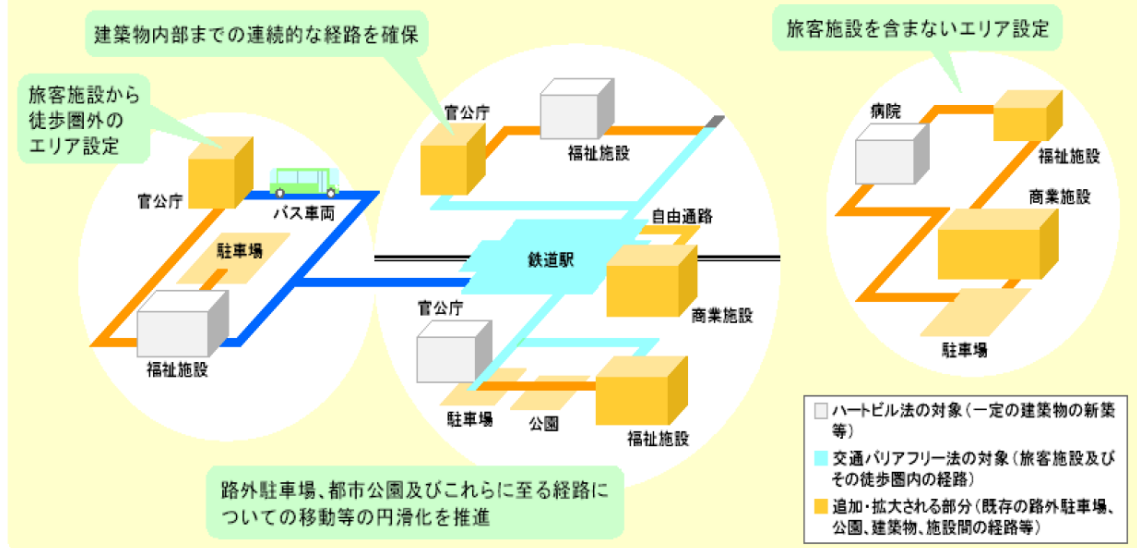 建築物内部までの連続的な経路を確保
旅客施設を含まないエリア設定
旅客施設から
徒歩圏外の
エリア設定
官公庁
バス車両
駐車場
福祉施設
官公庁
福祉施設
自由通路
鉄道駅
商業施設
官公庁
駐車場
公園
福祉施設
病院
福祉施設
商業施設
駐車場
路外駐車場、都市公園及びこれらに至る経路に
ついての移動等の円滑化を推進
ハートビル法の対象(一定の建築物の新築
等)
交通バリアフリー法の対象(旅客施設及び
その徒歩圏内の経路)
追加・拡大される部分(既存の路外駐車場、
公園、建築物、施設間の経路等)